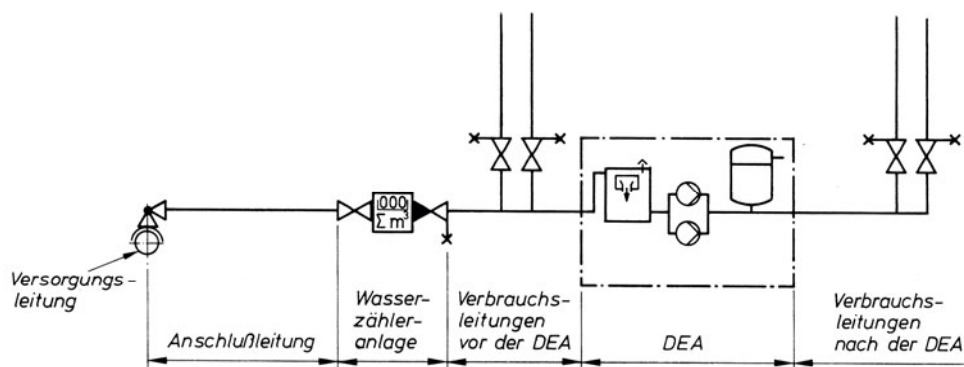 000
Σ m³
Versorgungs-
leitung
Anschlußleitung
Wasser-
zähler-
anlage
Verbrauchs-
leitungen
vor der DEA
DEA
Verbrauchs-
leitungen
nach der DEA